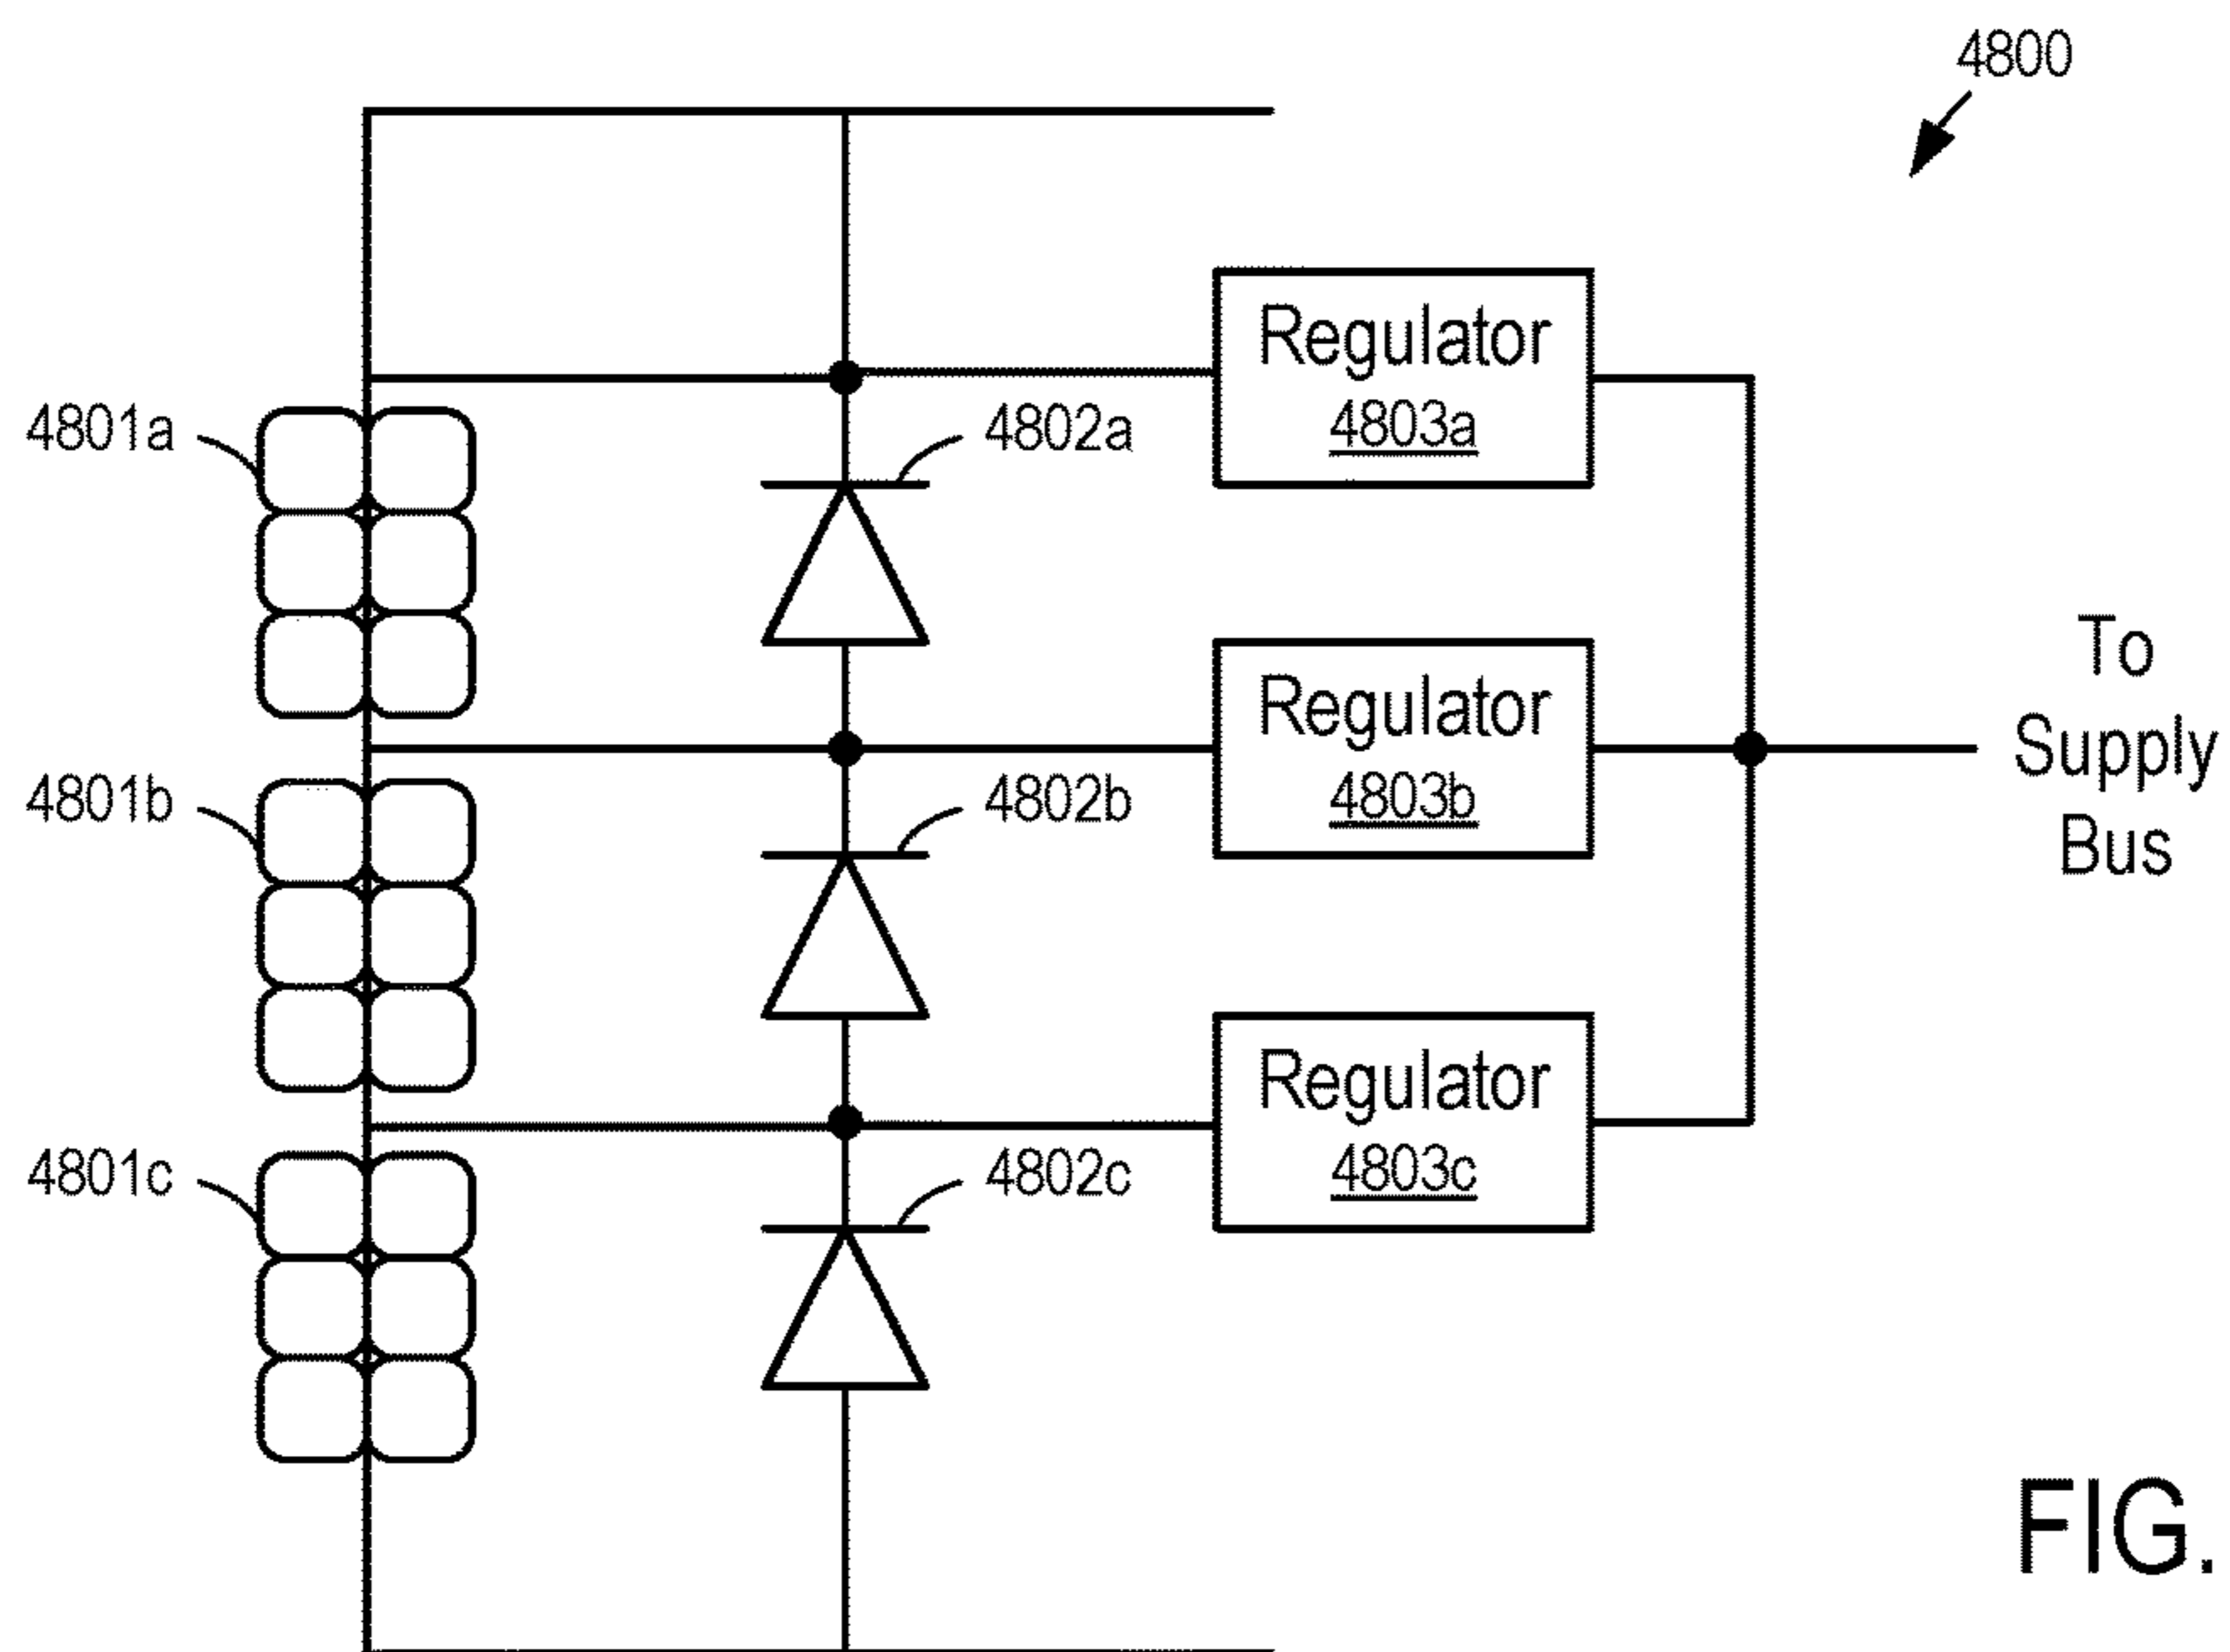 4800
Regulator
4803a
4801a
4802a
To
Supply
Bus
Regulator
4803b
4801b
4802b
Regulator
4803c
4801c
4802c
FIG.